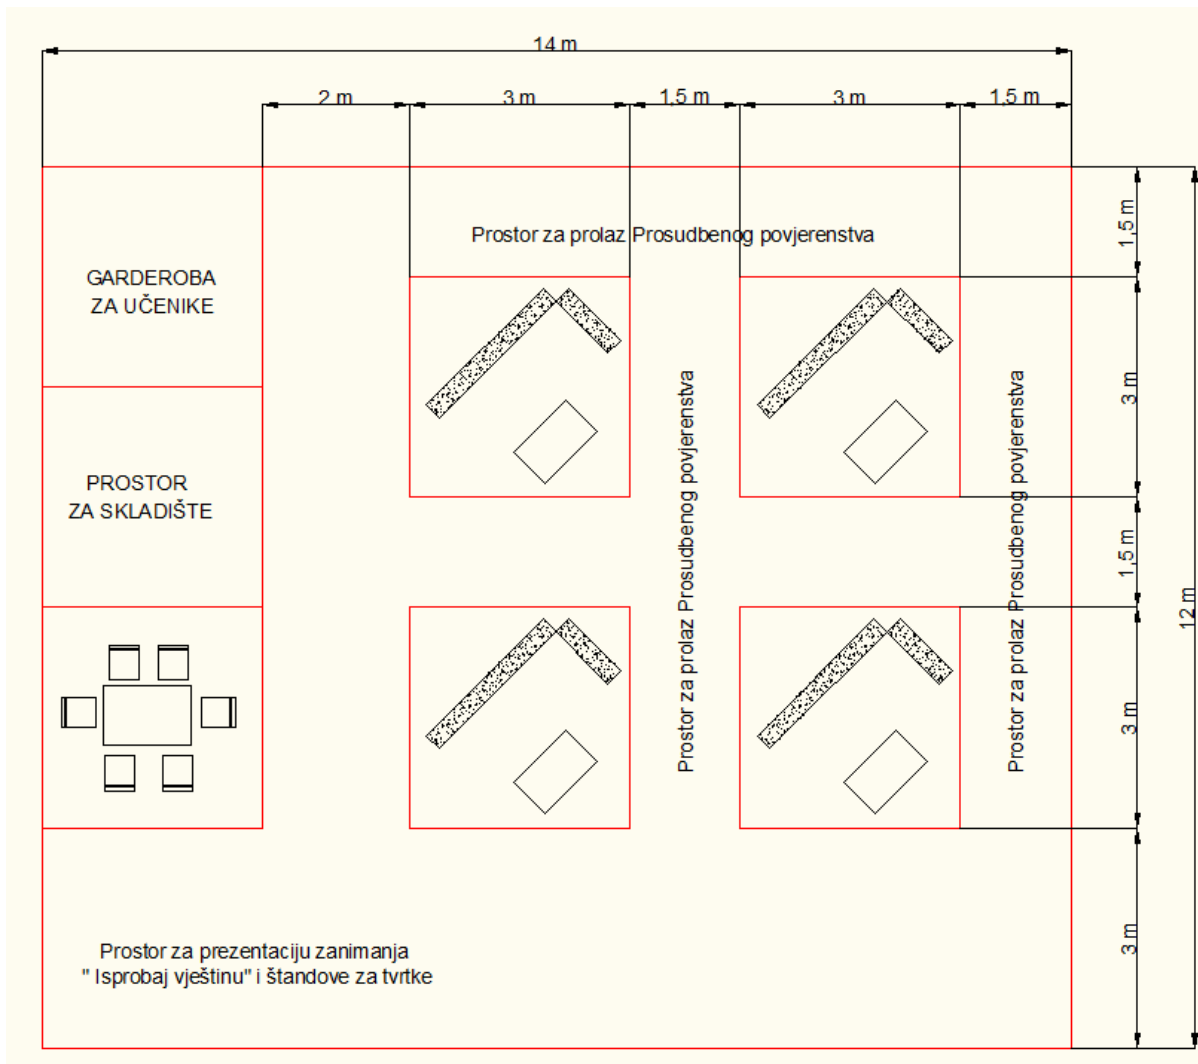 14 m
2 m
3 m
1,5 m
3 m
1,5 m
Prostor za prolaz Prosudbenog povjerenstva
1,5 m
GARDEROBA
ZA UČENIKE
3 m
Prostor za prolaz Prosudbenog povjerenstva
Prostor za prolaz Prosudbenog povjerenstva
PROSTOR
ZA SKLADIŠTE
1,5 m
12 m
3 m
3 m
Prostor za prezentaciju zanimanja
" Isprobaj vještinu" i štandove za tvrtke